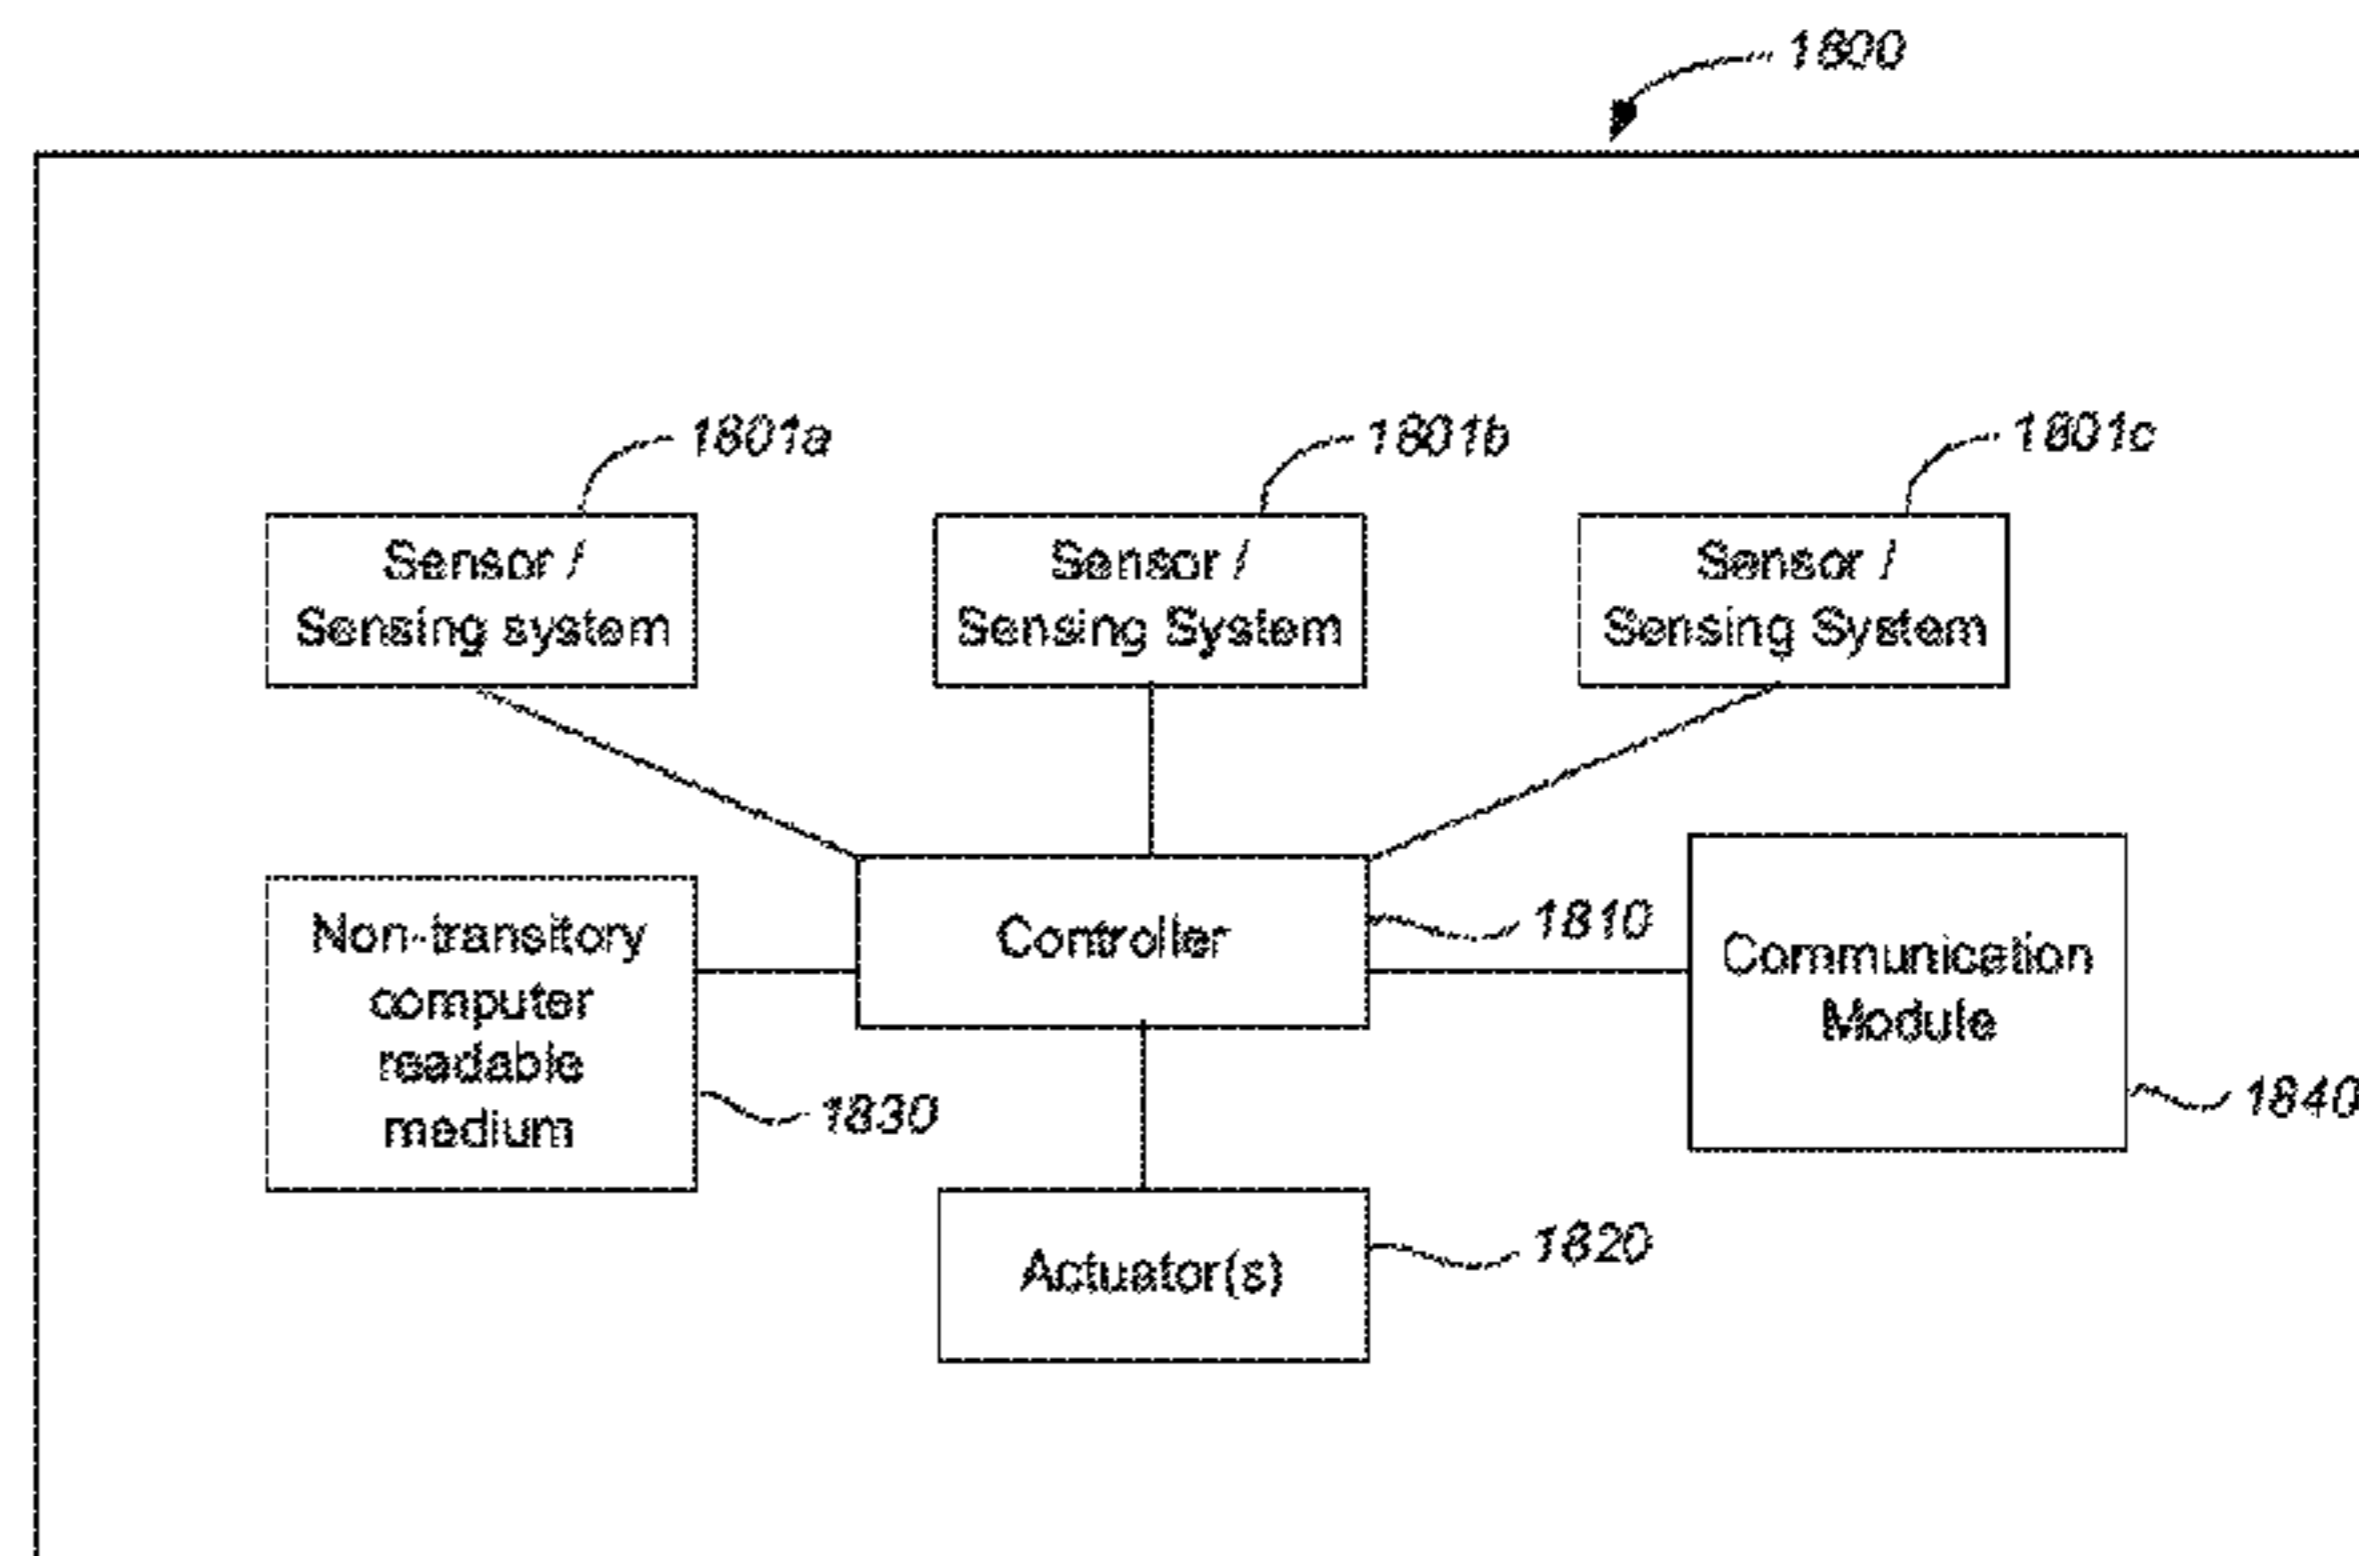 1800
1801a
1801b
1801c
Sensor /
Sensing system
Sensor /
Sensing System
Sensor /
Sensing System
Non-transitory
computer
readable
medium
1830
Controller
1810
Communication
Module
1840
Actuator(s)
1820